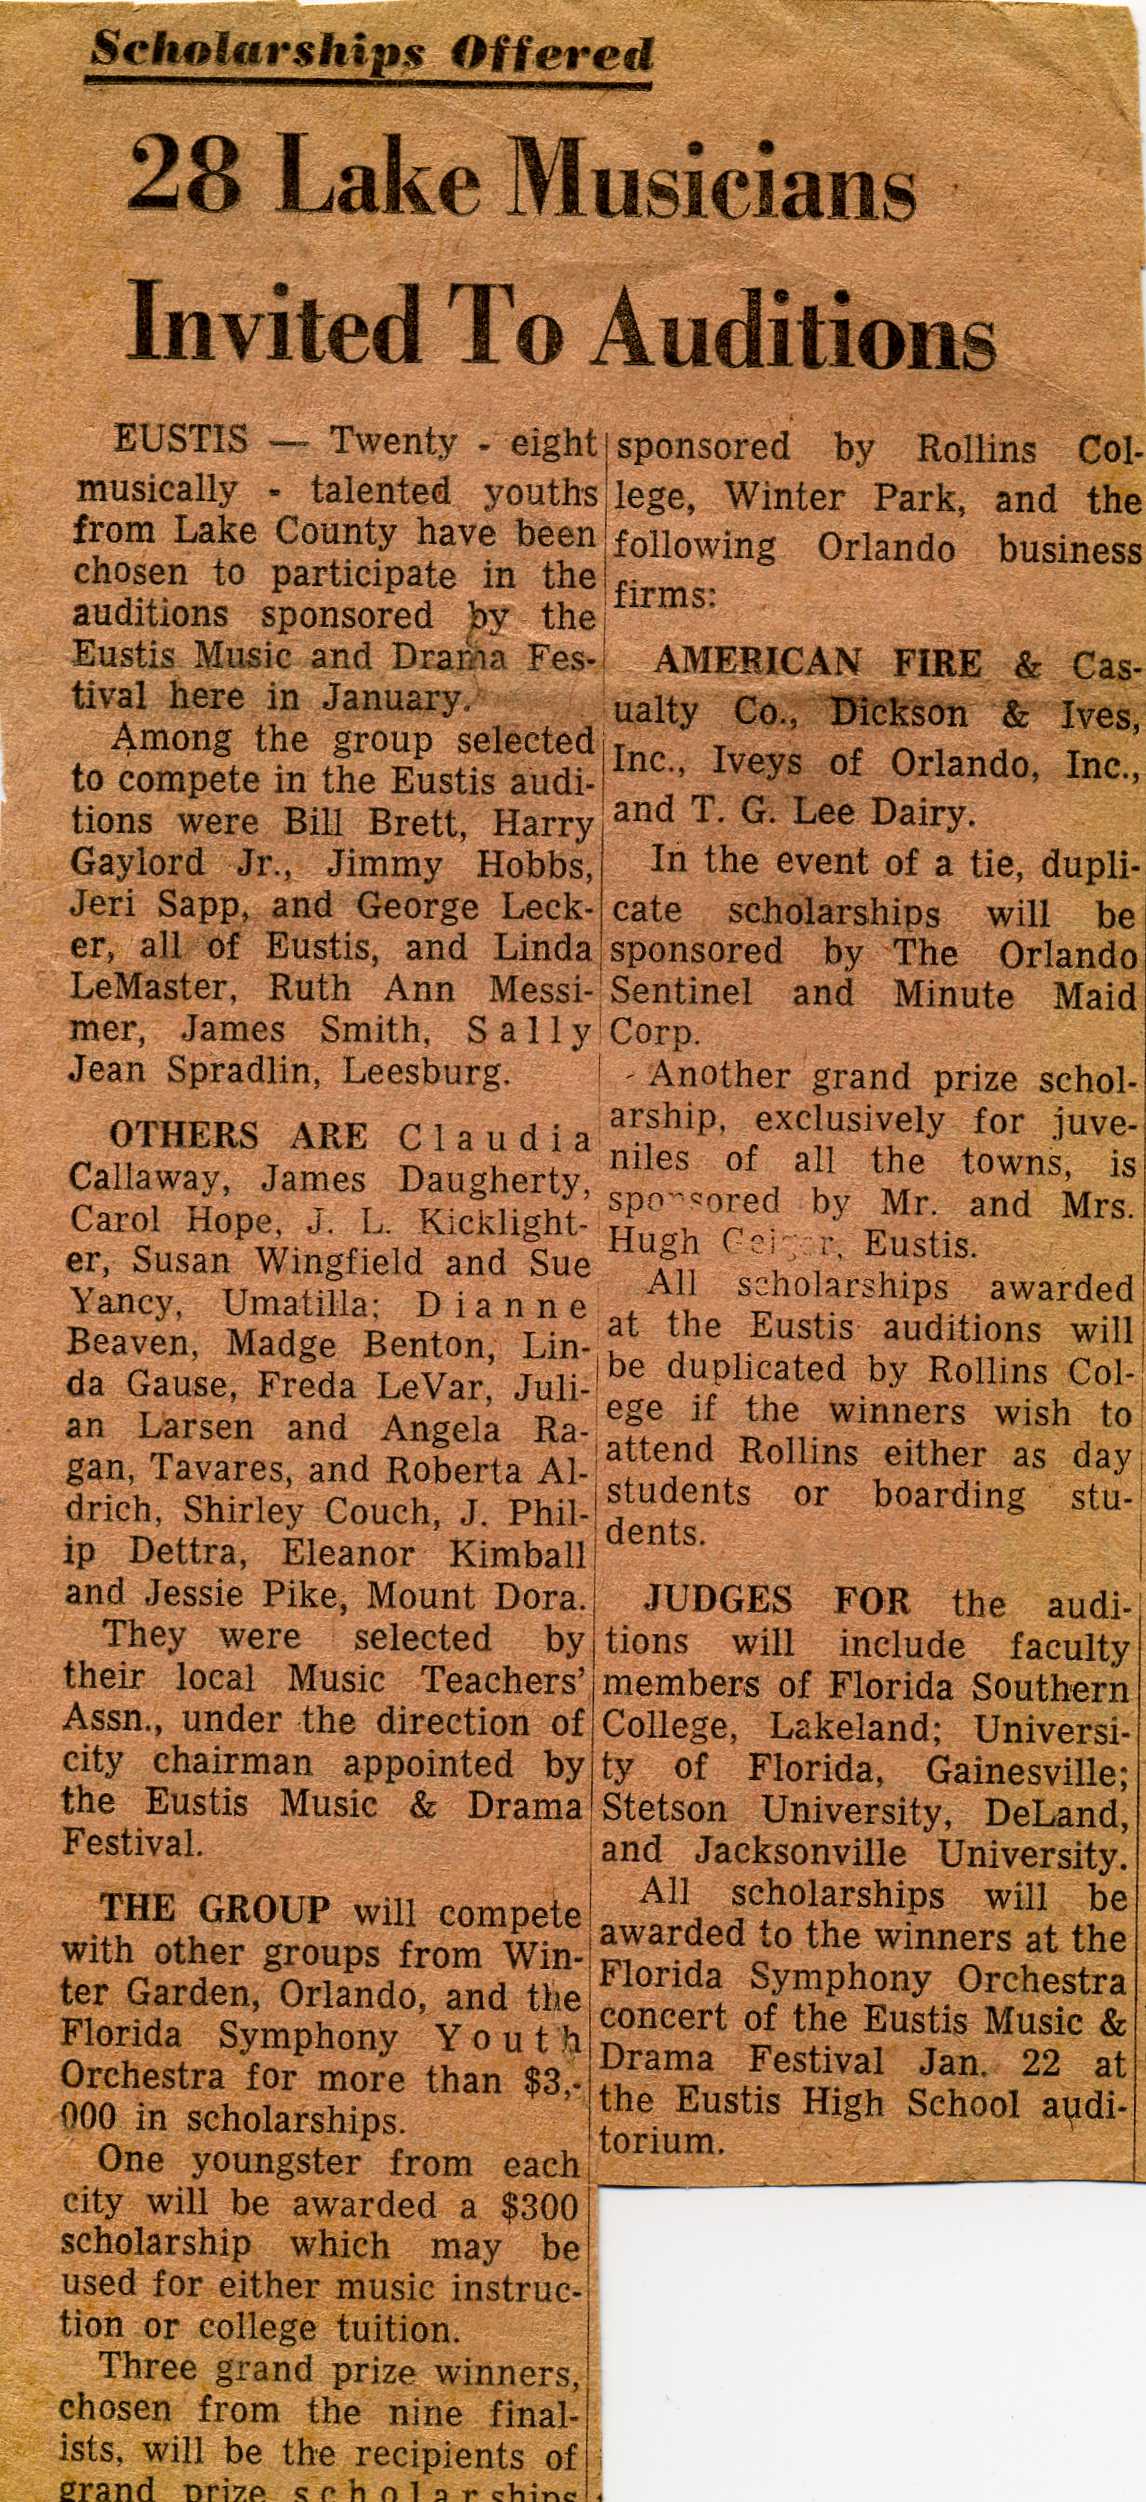 Scholarships Offered
28 Lake Musicians
Invited To Auditions
EUSTIS — Twenty - eight
musically - talented youths
from Lake County have been
chosen to participate in the
auditions sponsored by the
Eustis Music and Drama Fes-
tival here in January.
Among the group selected
to compete in the Eustis audi-
tions were Bill Brett, Harry
Gaylord Jr., Jimmy Hobbs,
Jeri Sapp, and George Leck-
er, all of Eustis, and Linda
LeMaster, Ruth Ann Messi-
mer, James Smith, Sally
Jean Spradlin, Leesburg.
OTHERS ARE Claudia
Callaway, James Daugherty,
Carol Hope, J. L. Kicklight-
er, Susan Wingfield and Sue
Yancy, Umatilla; Dianne
Beaven, Madge Benton, Lin-
da Gause, Freda LeVar, Juli-
an Larsen and Angela Ra-
gan, Tavares, and Roberta Al-
drich, Shirley Couch, J. Phil-
ip Dettra, Eleanor Kimball
and Jessie Pike, Mount Dora.
They were selected by
their local Music Teachers'
Assn., under the direction of
city chairman appointed by
the Eustis Music & Drama
Festival.
THE GROUP will compete
with other groups from Win-
ter Garden, Orlando, and the
Florida Symphony Youth
Orchestra for more than $3,-
000 in scholarships.
One youngster from each
city will be awarded a $300
scholarship which may be
used for either music instruc-
tion or college tuition.
Three grand prize winners,
chosen from the nine final-
ists, will be the recipients of
grand prize scholarships
sponsored by Rollins Col-
lege, Winter Park, and the
following Orlando business
firms:
AMERICAN FIRE & Cas-
ualty Co., Dickson & Ives,
Inc., Iveys of Orlando, Inc.,
and T. G. Lee Dairy.
In the event of a tie, dupli-
cate scholarships will be
sponsored by The Orlando
Sentinel and Minute Maid
Corp.
Another grand prize schol-
arship, exclusively for juve-
niles of all the towns, is
sponsored by Mr. and Mrs.
Hugh Geiger, Eustis.
All scholarships awarded
at the Eustis auditions will
be duplicated by Rollins Col-
ege if the winners wish to
attend Rollins either as day
students or boarding stu-
dents.
JUDGES FOR the audi-
tions will include faculty
members of Florida Southern
College, Lakeland; Universi-
ty of Florida, Gainesville;
Stetson University, DeLand,
and Jacksonville University.
All scholarships will be
awarded to the winners at the
Florida Symphony Orchestra
concert of the Eustis Music &
Drama Festival Jan. 22 at
the Eustis High School audi-
torium.